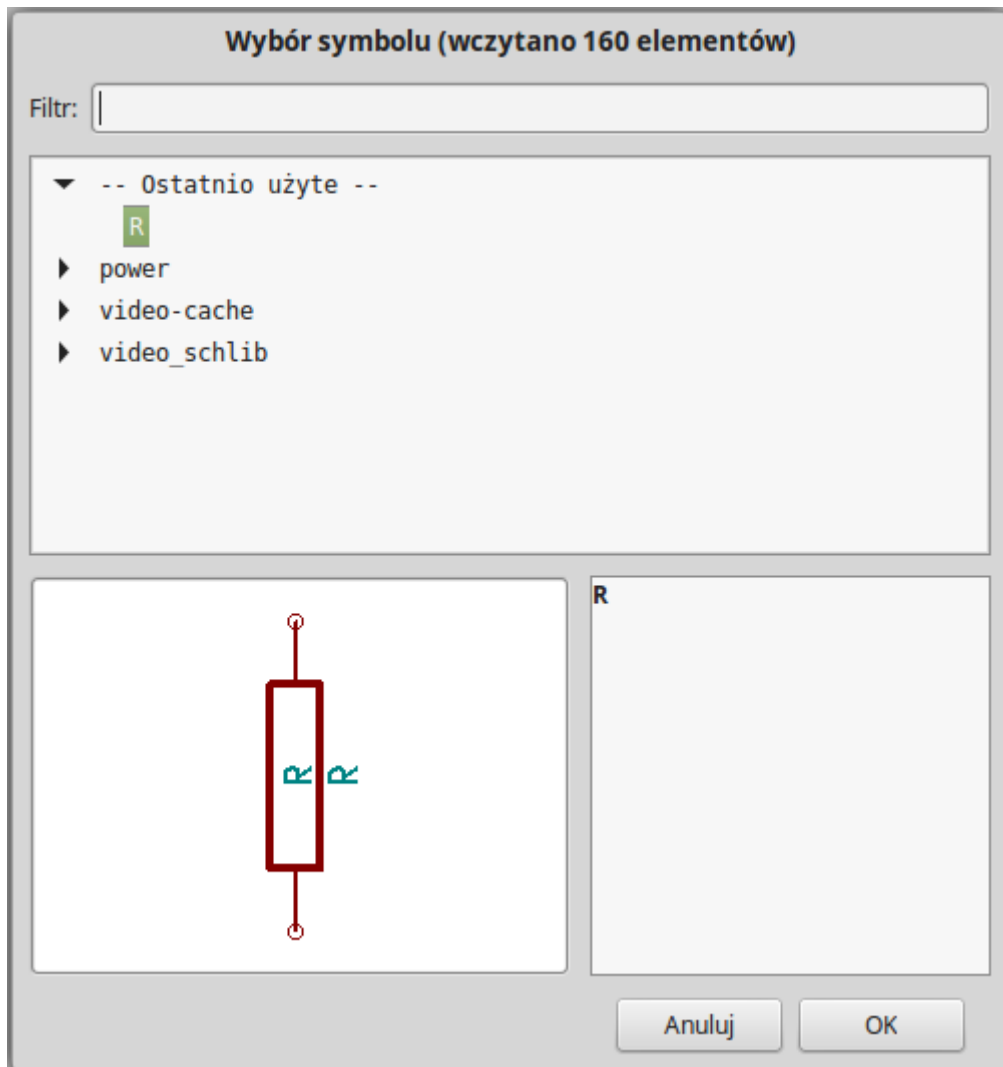 Wybór symbolu (wczytano 160 elementów)
Filtr:
-- Ostatnio użyte --
R
power
video-cache
video_schlib
R R
R
Anuluj OK